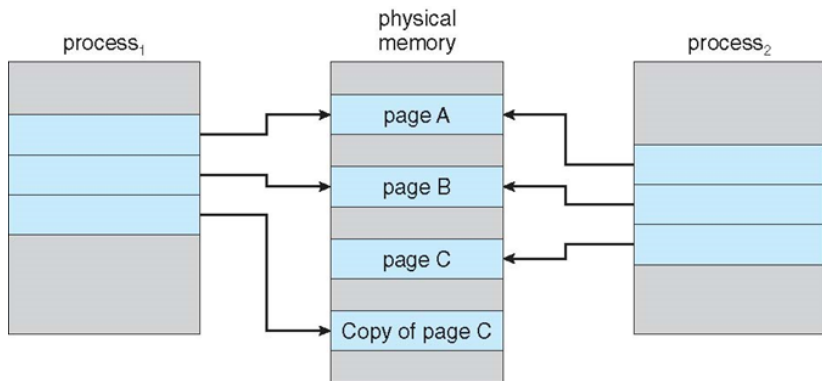 physical
memory
process₁
process₂
page A
page B
page C
Copy of page C